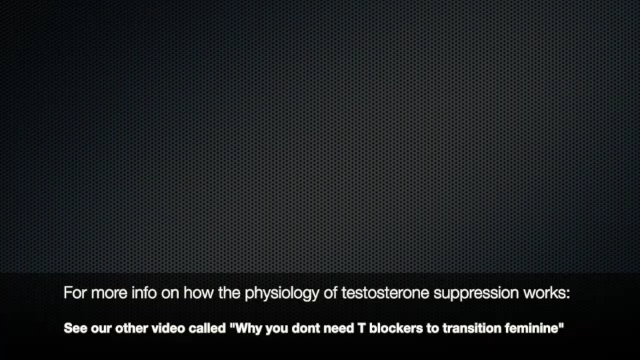 For more info on how the physiology of testosterone suppression works:
See our other video called "Why you dont need T blockers to transition feminine"